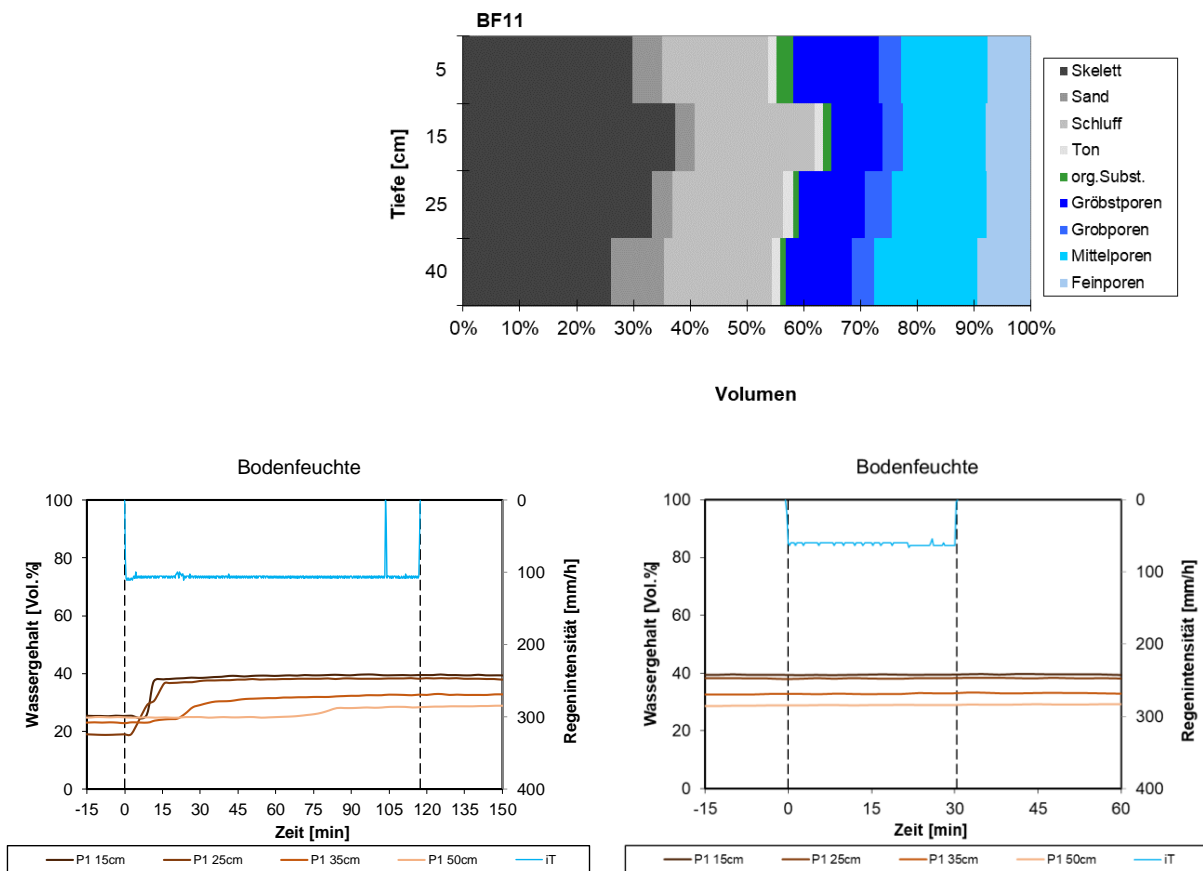 BF11
Tiefe [cm]
5
15
25
40
0% 10% 20% 30% 40% 50% 60% 70% 80% 90% 100%
Volumen
Skelett
Sand
Schluff
Ton
org.Subst.
Gröbstporen
Grobporen
Mittelporen
Feinporen
Bodenfeuchte
Wassergehalt [Vol.%]
100
80
60
40
20
0
0
100
200
300
400
Regenintensität [mm/h]
-15 0 15 30 45 60 75 90 105 120 135 150
Zeit [min]
P1 15cm P1 25cm P1 35cm P1 50cm iT
Bodenfeuchte
Wassergehalt [Vol.%]
100
80
60
40
20
0
0
100
200
300
400
Regenintensität [mm/h]
-15 0 15 30 45 60
Zeit [min]
P1 15cm P1 25cm P1 35cm P1 50cm iT